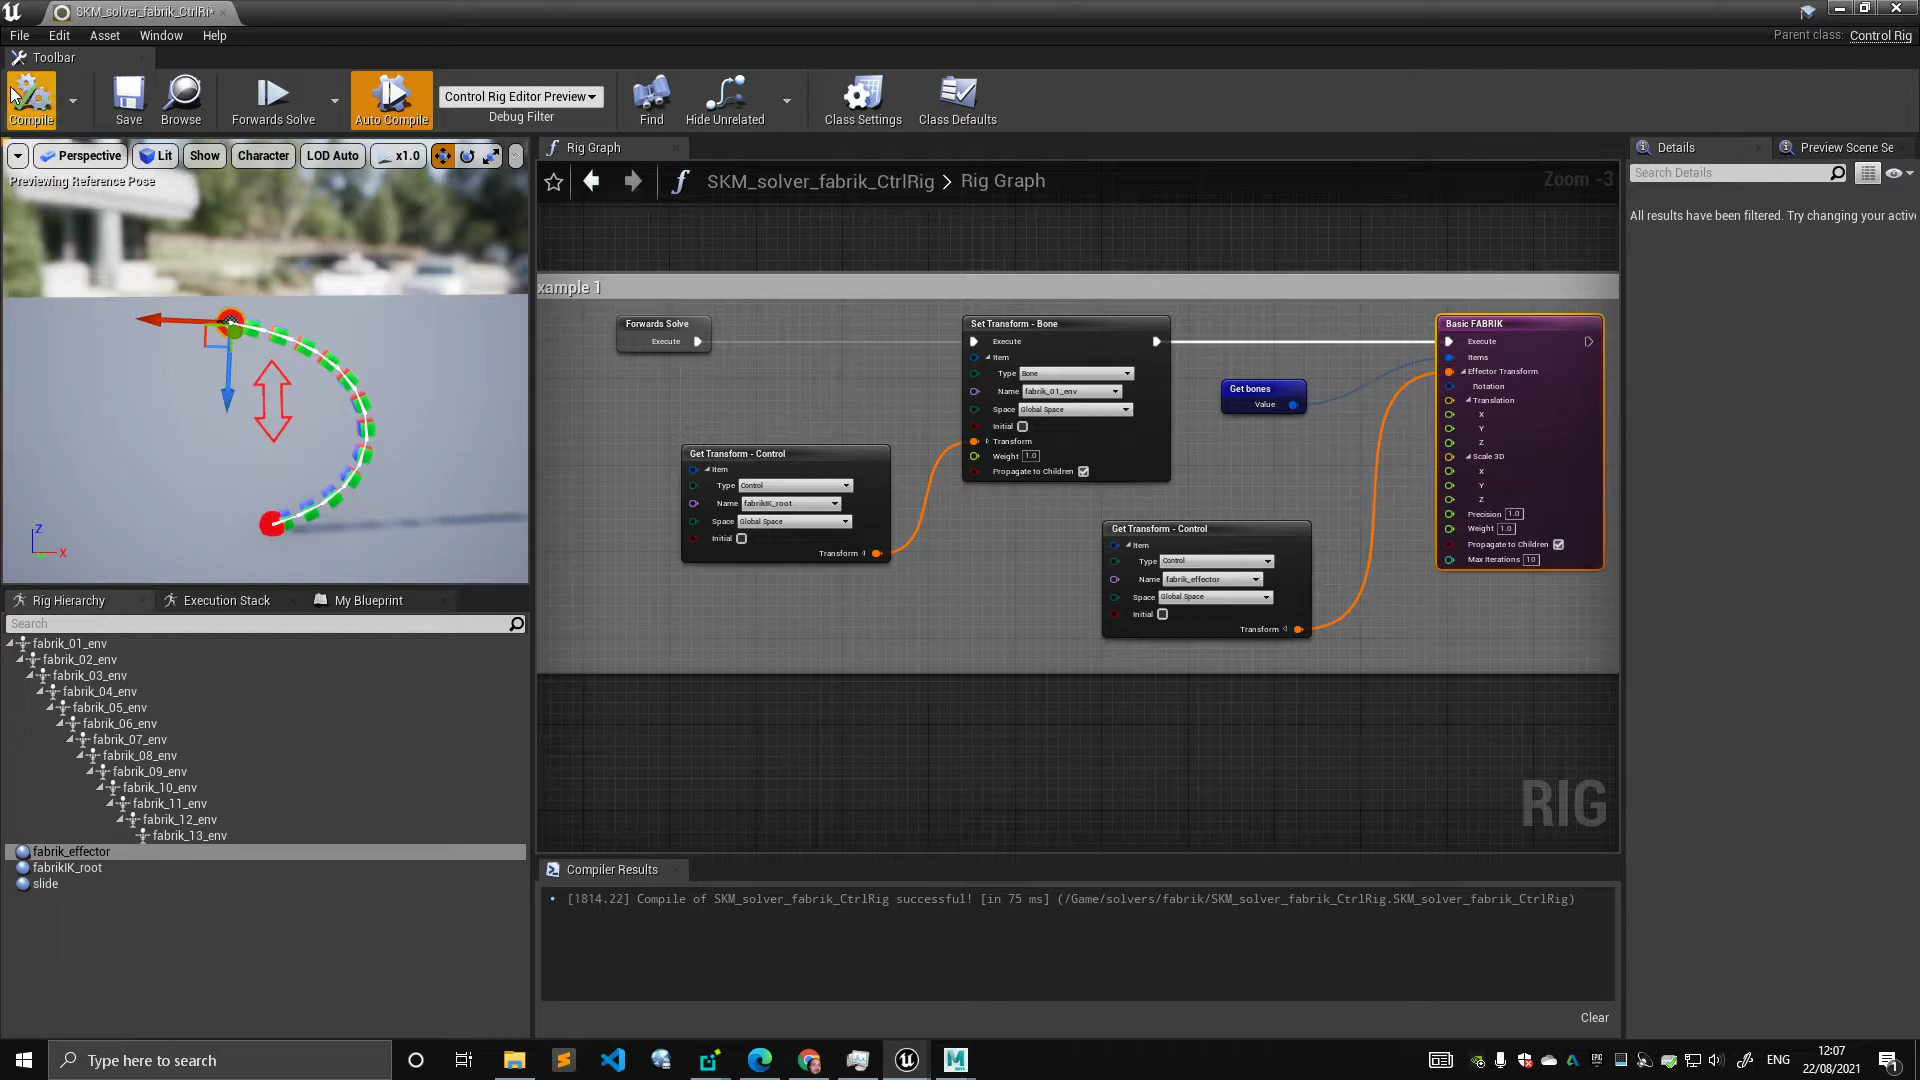 SKM_solver_fabrik_CtrlRi*
File Edit Asset Window Help
Parent class: Control Rig
Toolbar
Compile
Save
Browse
Forwards Solve
Auto Compile
Control Rig Editor Preview
Debug Filter
Find
Hide Unrelated
Class Settings
Class Defaults
Perspective
Lit
Show
Character
LOD Auto
x1.0
Previewing Reference Pose
Z
X
Rig Graph
SKM_solver_fabrik_CtrlRig > Rig Graph
Zoom -3
xample 1
Forwards Solve
Execute
Get Transform - Control
Item
Type Control
Name fabrikIK_root
Space Global Space
Initial
Transform
Set Transform - Bone
Execute
Item
Type Bone
Name fabrik_01_env
Space Global Space
Initial
Transform
Weight 1.0
Propagate to Children
Get bones
Value
Get Transform - Control
Item
Type Control
Name fabrik_effector
Space Global Space
Initial
Transform
Basic FABRIK
Execute
Items
Effector Transform
Rotation
Translation
X
Y
Z
Scale 3D
X
Y
Z
Precision 1.0
Weight 1.0
Propagate to Children
Max Iterations 10
RIG
Details
Preview Scene Se
Search Details
All results have been filtered. Try changing your active
Rig Hierarchy
Execution Stack
My Blueprint
Search
fabrik_01_env
fabrik_02_env
fabrik_03_env
fabrik_04_env
fabrik_05_env
fabrik_06_env
fabrik_07_env
fabrik_08_env
fabrik_09_env
fabrik_10_env
fabrik_11_env
fabrik_12_env
fabrik_13_env
fabrik_effector
fabrikIK_root
slide
Compiler Results
[1814.22] Compile of SKM_solver_fabrik_CtrlRig successful! [in 75 ms] (/Game/solvers/fabrik/SKM_solver_fabrik_CtrlRig.SKM_solver_fabrik_CtrlRig)
Clear
Type here to search
ENG
12:07
22/08/2021